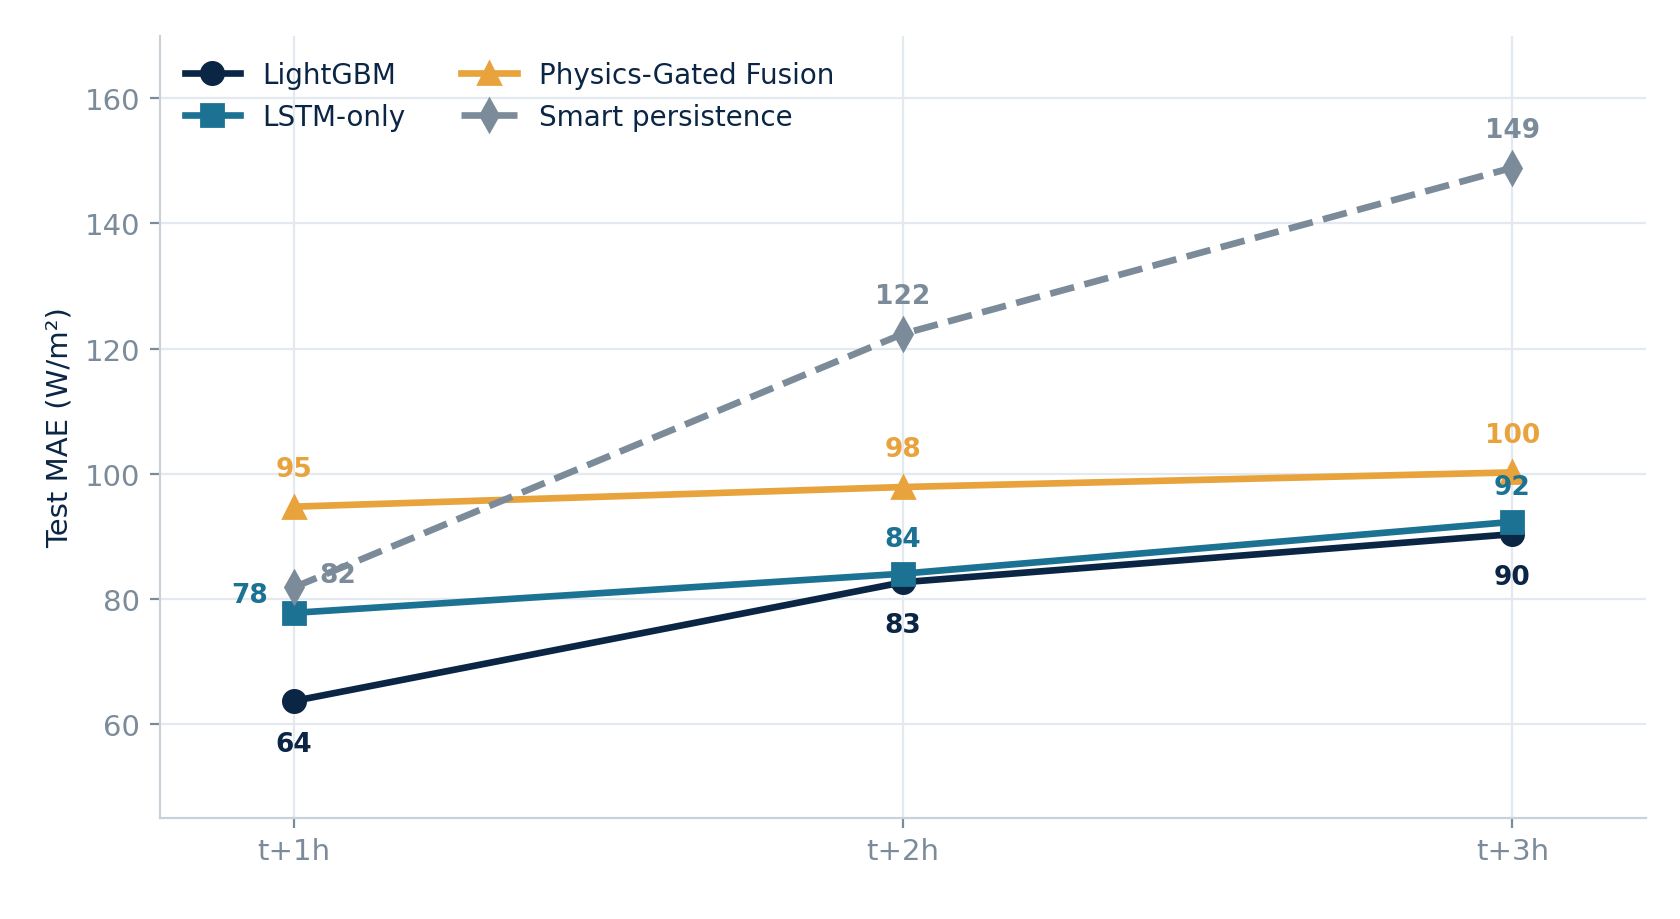 LightGBM
Physics-Gated Fusion
LSTM-only
Smart persistence
160
140
120
100
80
60
Test MAE (W/m²)
149
122
100
98
95
92
84
82
78
90
83
64
t+1h
t+2h
t+3h